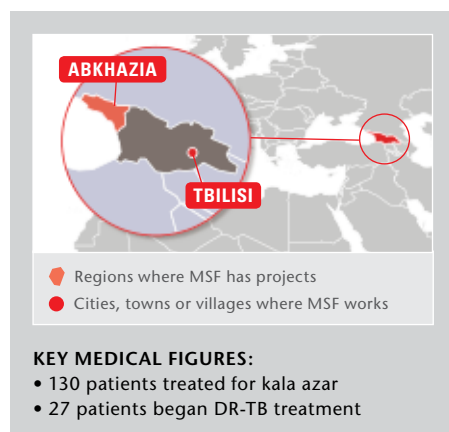 ABKHAZIA
TBILISI
Regions where MSF has projects
Cities, towns or villages where MSF works
KEY MEDICAL FIGURES:
• 130 patients treated for kala azar
• 27 patients began DR-TB treatment